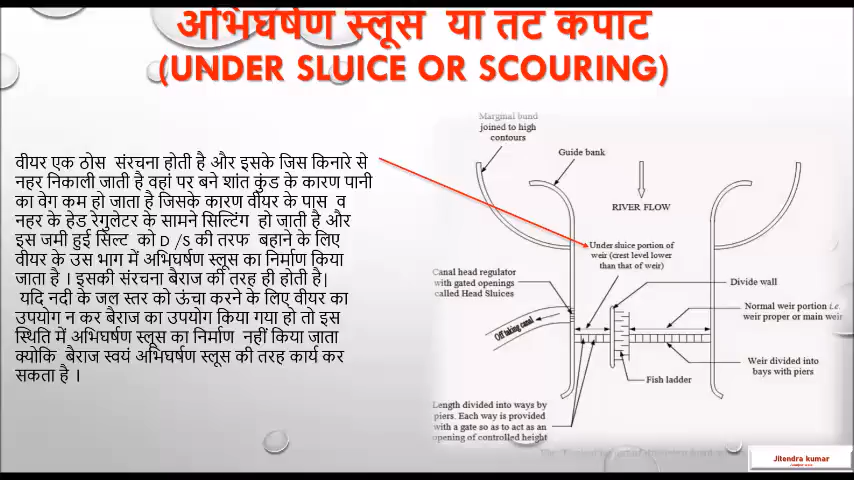 अभिघर्षण स्लूस या तट कपाट
(UNDER SLUICE OR SCOURING)
वीयर एक ठोस संरचना होती है और इसके जिस किनारे से
नहर निकाली जाती है वहां पर बने शांत कुंड के कारण पानी
का वेग कम हो जाता है जिसके कारण वीयर के पास व
नहर के हेड रेगुलेटर के सामने सिल्टिंग हो जाती है और
इस जमी हुई सिल्ट को D /S की तरफ बहाने के लिए
वीयर के उस भाग में अभिघर्षण स्लूस का निर्माण किया
जाता है । इसकी संरचना बैराज की तरह ही होती है|
यदि नदी के जल स्तर को ऊंचा करने के लिए वीयर का
उपयोग न कर बैराज का उपयोग किया गया हो तो इस
स्थिति में अभिघर्षण स्लूस का निर्माण नहीं किया जाता
क्योकि बैराज स्वयं अभिघर्षण स्लूस की तरह कार्य कर
सकता है ।
Marginal bund
joined to high
contours
Guide bank
RIVER FLOW
Under sluice portion of
weir (crest level lower
than that of weir)
Canal head regulator
with gated openings
called Head Sluices
Divide wall
Normal weir portion i.e.
weir proper or main weir
Off taking canal
Weir divided into
bays with piers
Fish ladder
Length divided into ways by
piers. Each way is provided
with a gate so as to act as an
opening of controlled height
Jitendra kumar